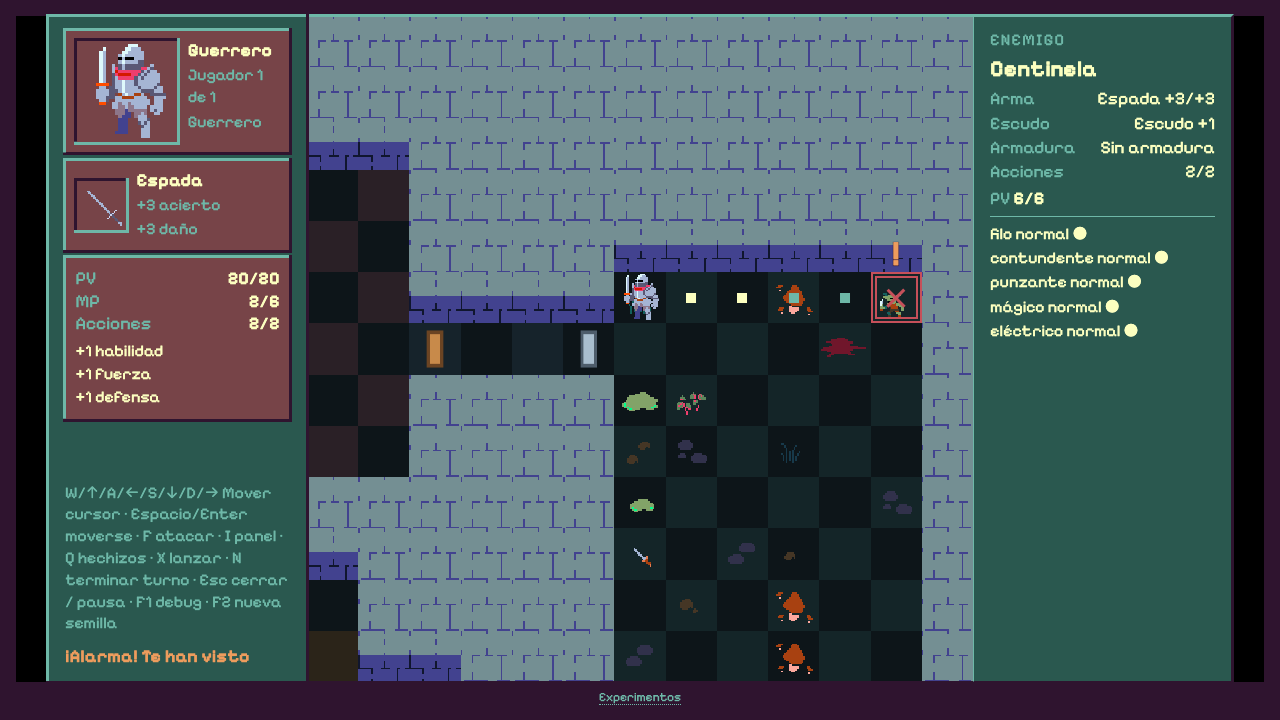 Guerrero
Jugador 1
de 1
Guerrero
Espada
+3 acierto
+3 daño
PV 80/80
MP 8/8
Acciones 8/8
+1 habilidad
+1 fuerza
+1 defensa
W/↑/A/←/S/↓/D/→ Mover
cursor · Espacio/Enter
moverse · F atacar · I panel ·
Q hechizos · X lanzar · N
terminar turno · Esc cerrar
/ pausa · F1 debug · F2 nueva
semilla
¡Alarma! Te han visto
ENEMIGO
Centinela
Arma Espada +3/+3
Escudo Escudo +1
Armadura Sin armadura
Acciones 2/2
PV 6/6
filo normal
contundente normal
punzante normal
mágico normal
eléctrico normal
Experimentos